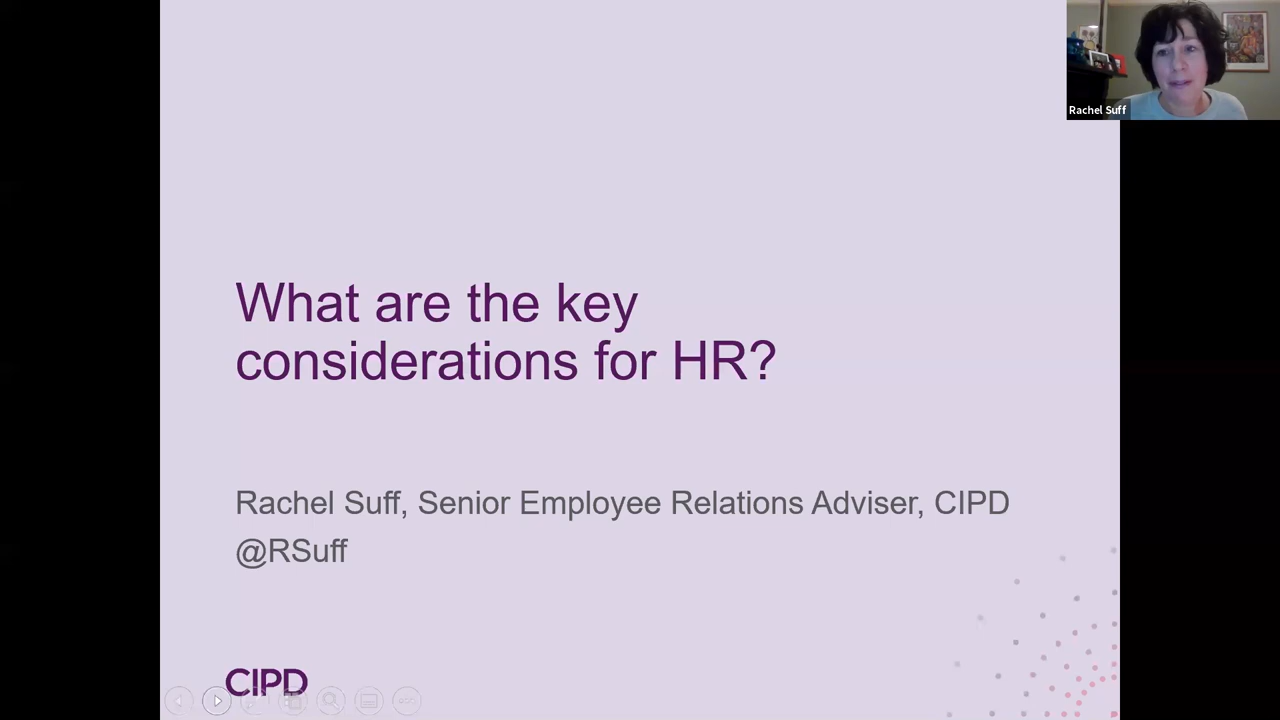 Rachel Suff
What are the key
considerations for HR?
Rachel Suff, Senior Employee Relations Adviser, CIPD
@RSuff
CIPD